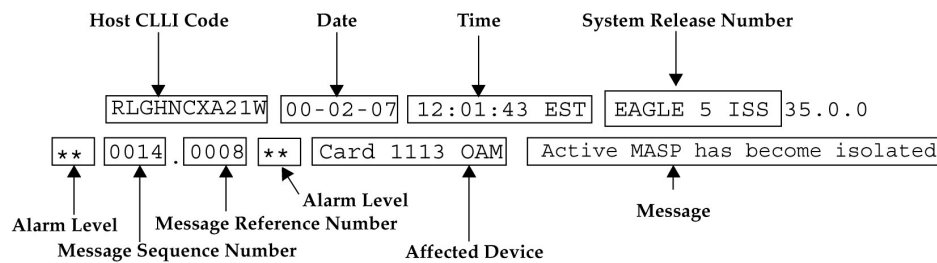 Host CLLI Code Date Time System Release Number
RLGHNCXA21W 00-02-07 12:01:43 EST EAGLE 5 ISS 35.0.0
** 0014.0008 ** Card 1113 OAM Active MASP has become isolated
Alarm Level Message Sequence Number Message Reference Number Alarm Level Affected Device Message